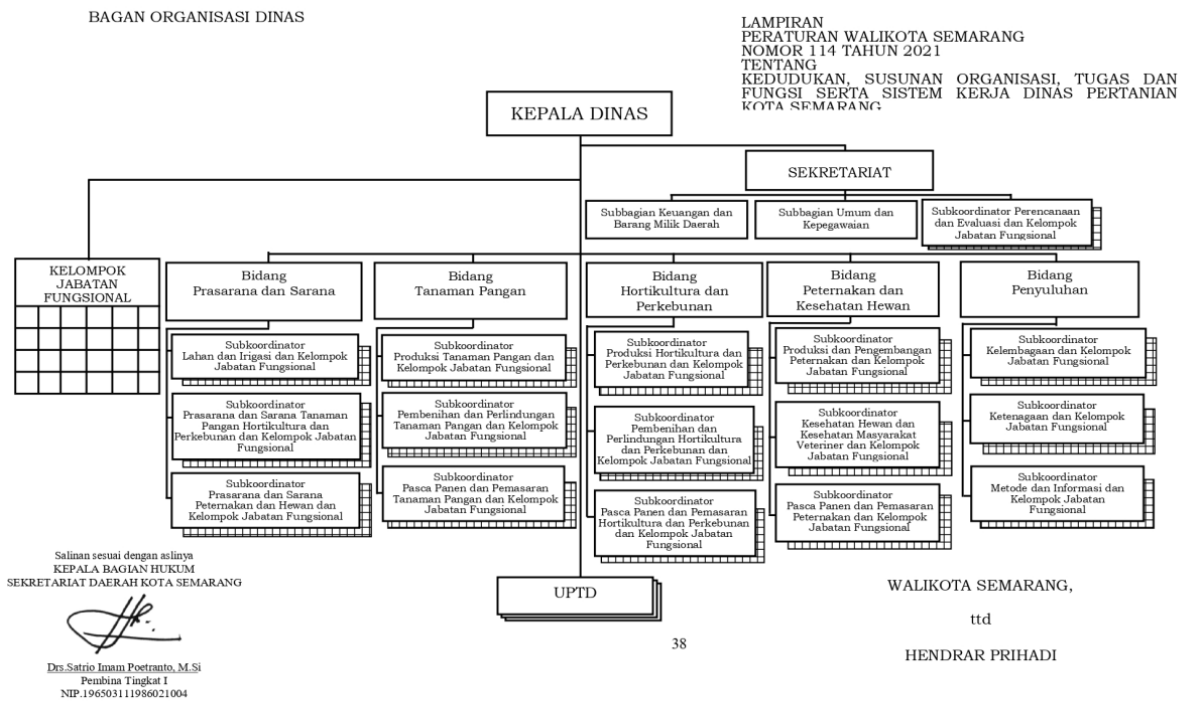 BAGAN ORGANISASI DINAS
LAMPIRAN
PERATURAN WALIKOTA SEMARANG
NOMOR 114 TAHUN 2021
TENTANG
KEDUDUKAN, SUSUNAN ORGANISASI, TUGAS DAN
FUNGSI SERTA SISTEM KERJA DINAS PERTANIAN
KOTA SEMARANG
KEPALA DINAS
SEKRETARIAT
Subbagian Keuangan dan
Barang Milik Daerah
Subbagian Umum dan
Kepegawaian
Subkoordinator Perencanaan
dan Evaluasi dan Kelompok
Jabatan Fungsional
KELOMPOK
JABATAN
FUNGSIONAL
Bidang
Prasarana dan Sarana
Subkoordinator
Lahan dan Irigasi dan Kelompok
Jabatan Fungsional
Subkoordinator
Prasarana dan Sarana Tanaman
Pangan Hortikultura dan
Perkebunan dan Kelompok Jabatan
Fungsional
Subkoordinator
Prasarana dan Sarana
Peternakan dan Hewan dan
Kelompok Jabatan Fungsional
Bidang
Tanaman Pangan
Subkoordinator
Produksi Tanaman Pangan dan
Kelompok Jabatan Fungsional
Subkoordinator
Pembenihan dan Perlindungan
Tanaman Pangan dan Kelompok
Jabatan Fungsional
Subkoordinator
Pasca Panen dan Pemasaran
Tanaman Pangan dan Kelompok
Jabatan Fungsional
Bidang
Hortikultura dan
Perkebunan
Subkoordinator
Produksi Hortikultura dan
Perkebunan dan Kelompok
Jabatan Fungsional
Subkoordinator
Pembenihan dan
Perlindungan Hortikultura
dan Perkebunan dan
Kelompok Jabatan Fungsional
Subkoordinator
Pasca Panen dan Pemasaran
Hortikultura dan Perkebunan
dan Kelompok Jabatan
Fungsional
Bidang
Peternakan dan
Kesehatan Hewan
Subkoordinator
Produksi dan Pengembangan
Peternakan dan Kelompok
Jabatan Fungsional
Subkoordinator
Kesehatan Hewan dan
Kesehatan Masyarakat
Veteriner dan Kelompok
Jabatan Fungsional
Subkoordinator
Pasca Panen dan Pemasaran
Peternakan dan Kelompok
Jabatan Fungsional
Bidang
Penyuluhan
Subkoordinator
Kelembagaan dan Kelompok
Jabatan Fungsional
Subkoordinator
Ketenagaan dan Kelompok
Jabatan Fungsional
Subkoordinator
Metode dan Informasi dan
Kelompok Jabatan
Fungsional
UPTD
Salinan sesuai dengan aslinya
KEPALA BAGIAN HUKUM
SEKRETARIAT DAERAH KOTA SEMARANG
Drs.Satrio Imam Poetranto, M.Si
Pembina Tingkat I
NIP.196503111986021004
38
WALIKOTA SEMARANG,
ttd
HENDRAR PRIHADI